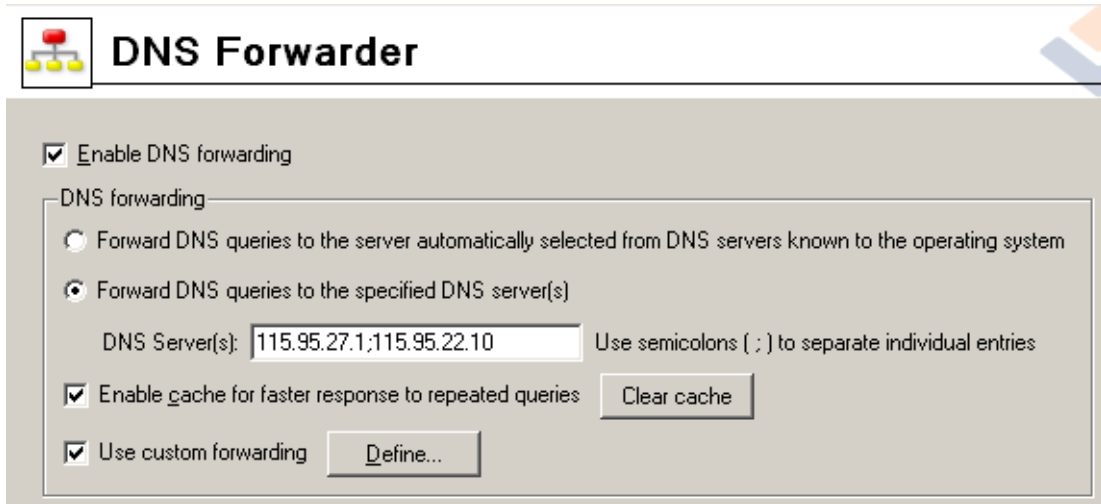 DNS Forwarder
Enable DNS forwarding
DNS forwarding
Forward DNS queries to the server automatically selected from DNS servers known to the operating system
Forward DNS queries to the specified DNS server(s)
DNS Server(s): 115.95.27.1;115.95.22.10 Use semicolons ( ; ) to separate individual entries
Enable cache for faster response to repeated queries Clear cache
Use custom forwarding Define...